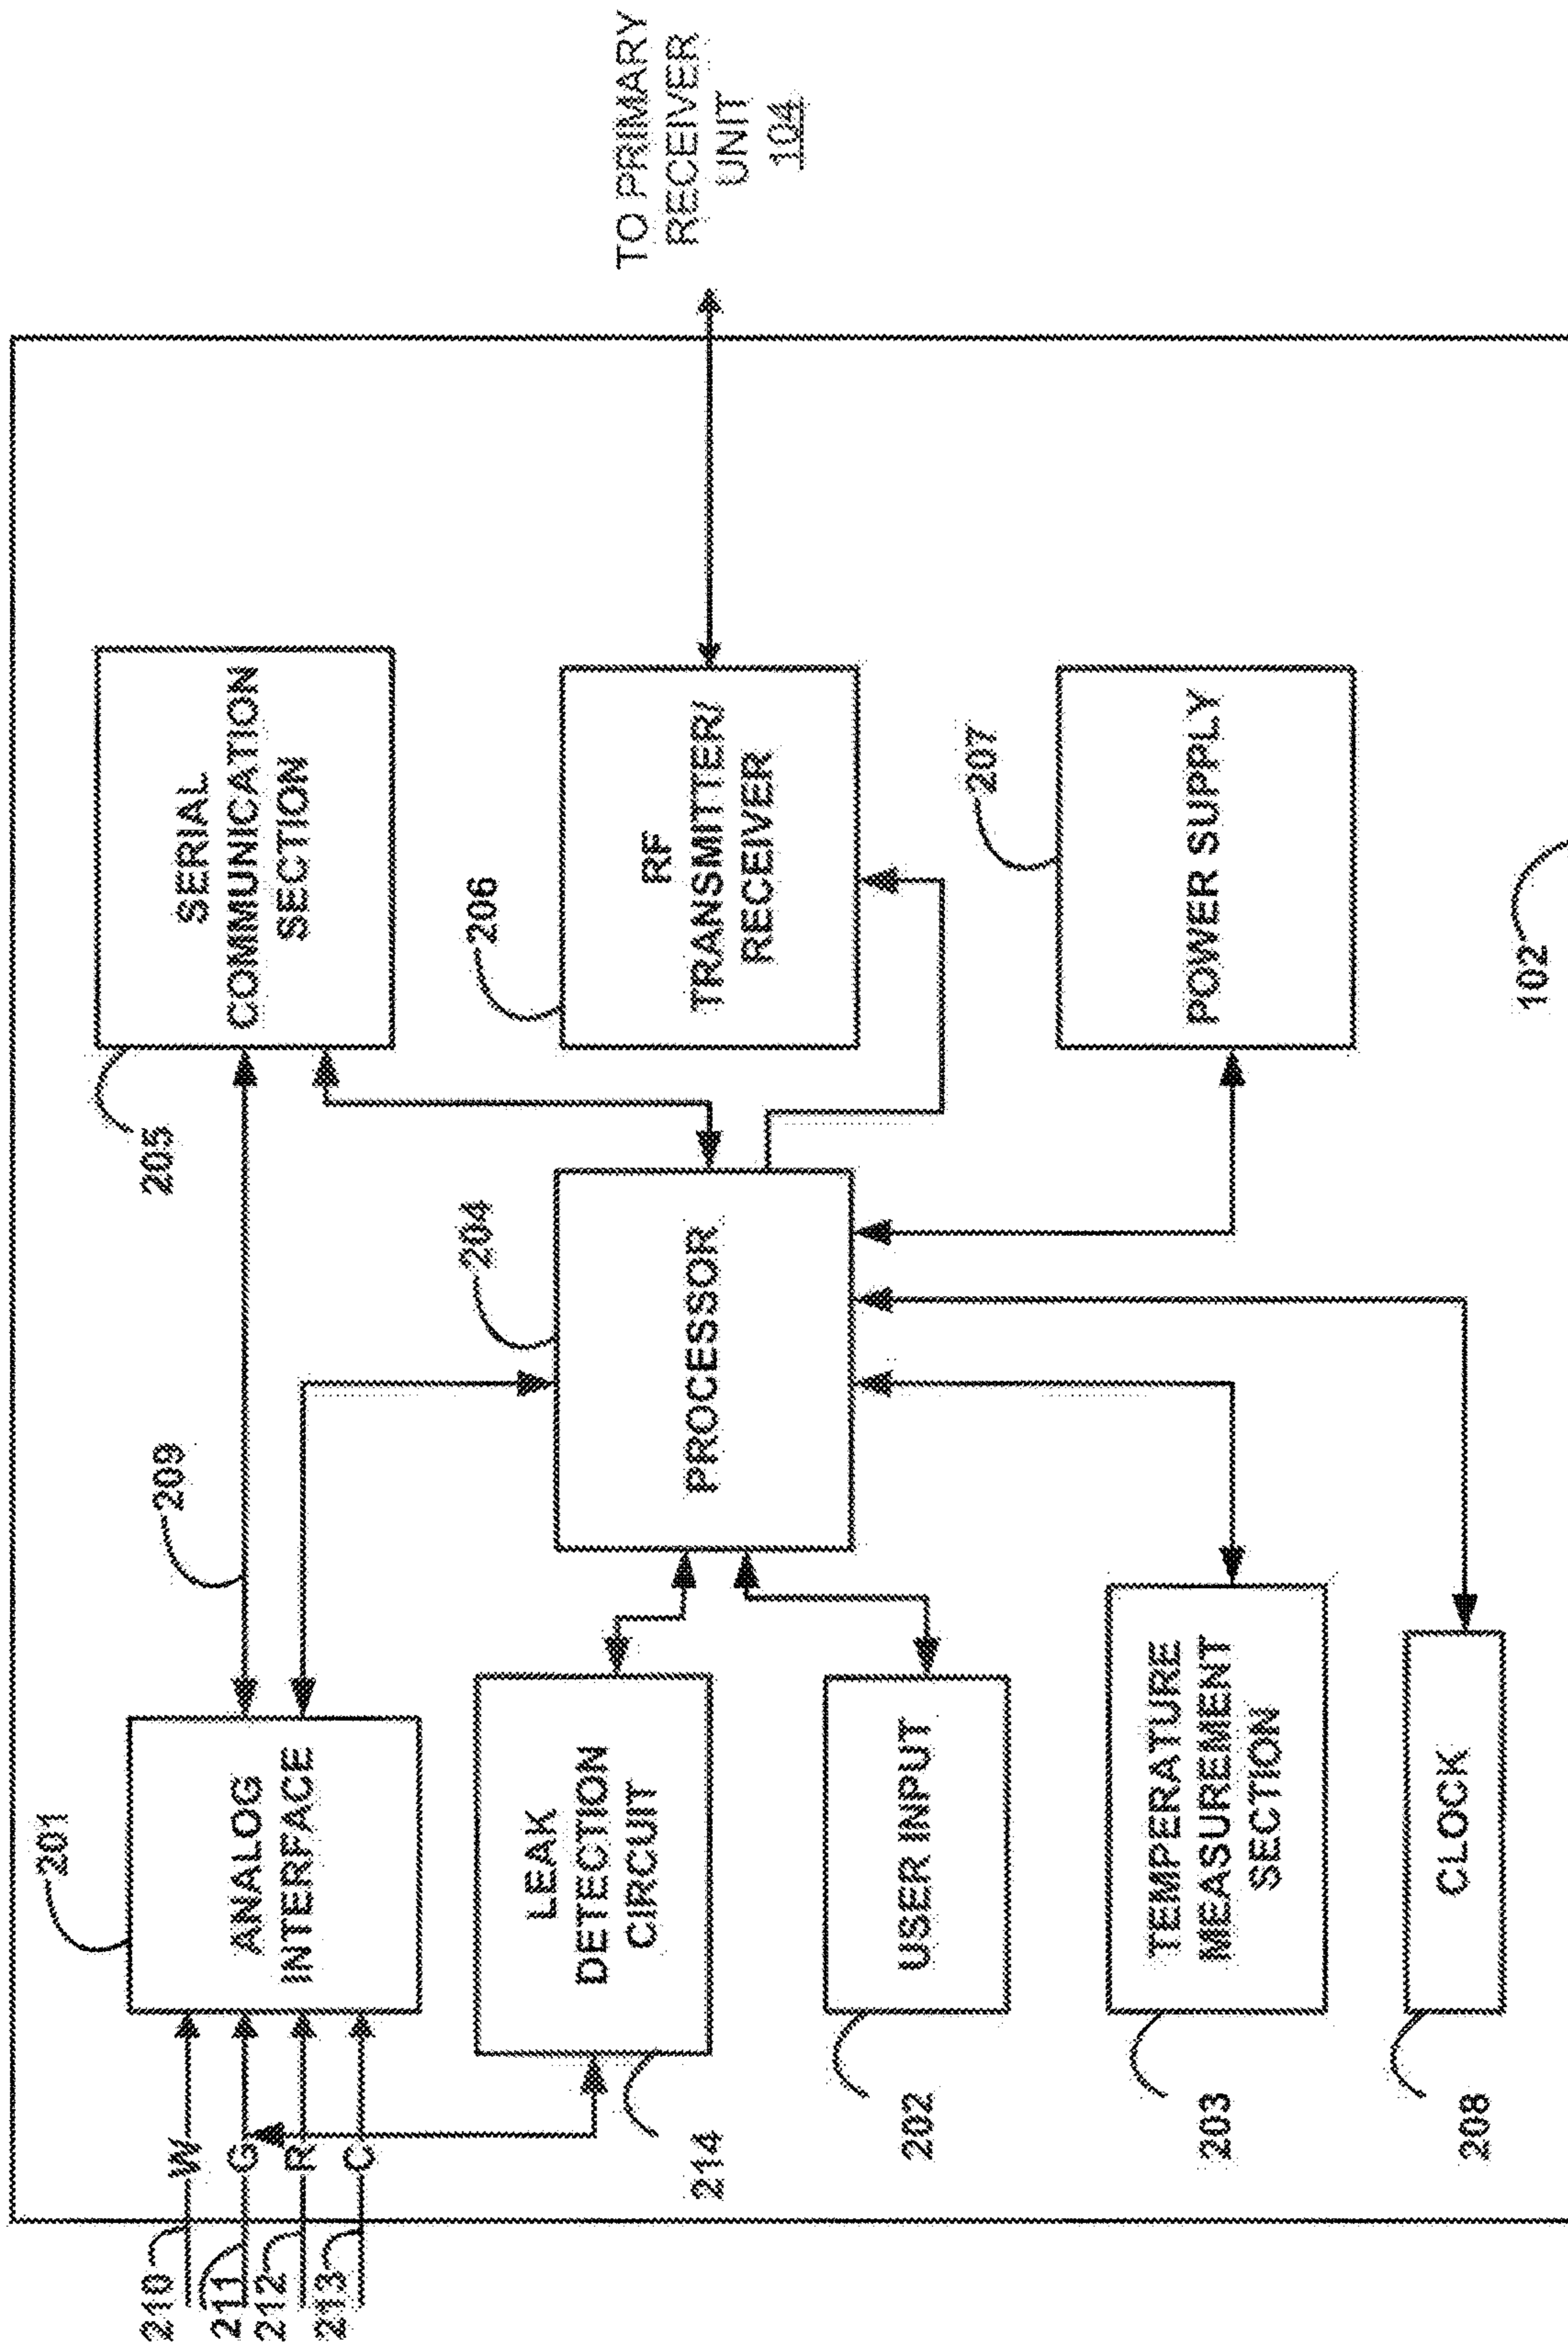 210
W
211
G
212
R
213
C
201
ANALOG
INTERFACE
209
205
SERIAL
COMMUNICATION
SECTION
214
LEAK
DETECTION
CIRCUIT
204
PROCESSOR
206
RF
TRANSMITTER/
RECEIVER
TO PRIMARY
RECEIVER
UNIT
104
202
USER INPUT
203
TEMPERATURE
MEASUREMENT
SECTION
207
POWER SUPPLY
208
CLOCK
102